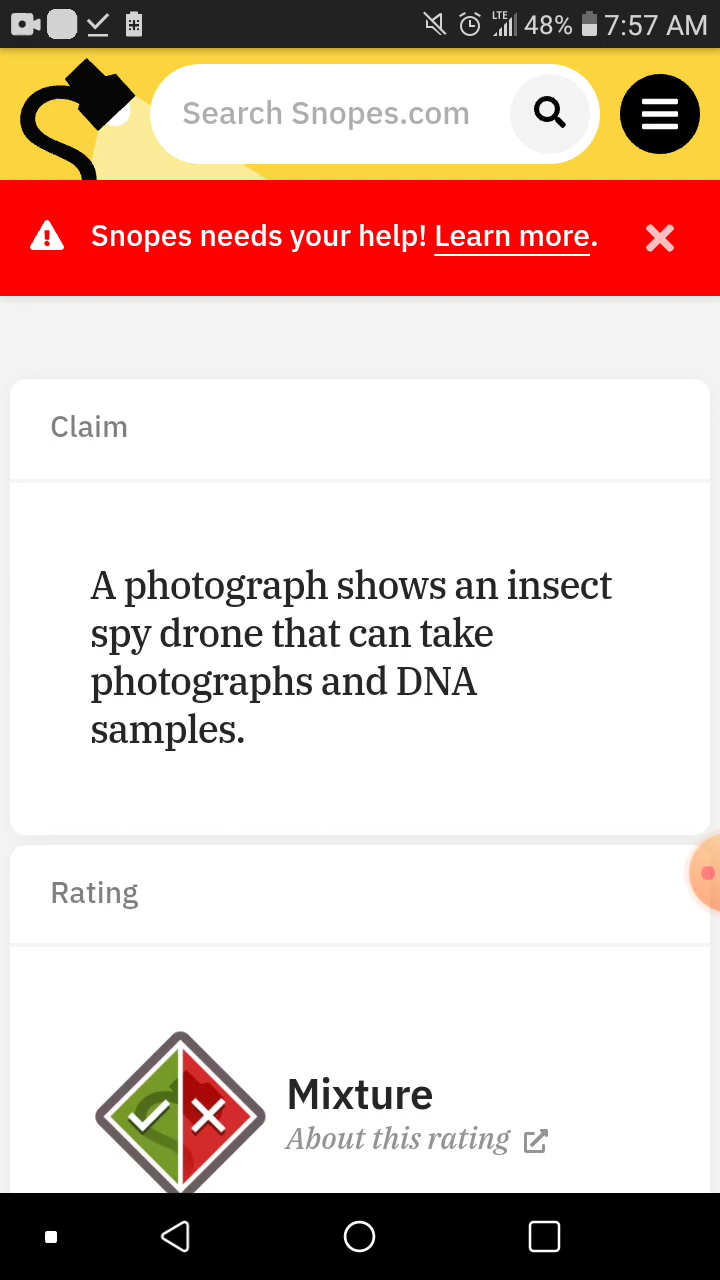 LTE 48% 7:57 AM
Search Snopes.com
Snopes needs your help! Learn more.
Claim
A photograph shows an insect
spy drone that can take
photographs and DNA
samples.
Rating
Mixture
About this rating